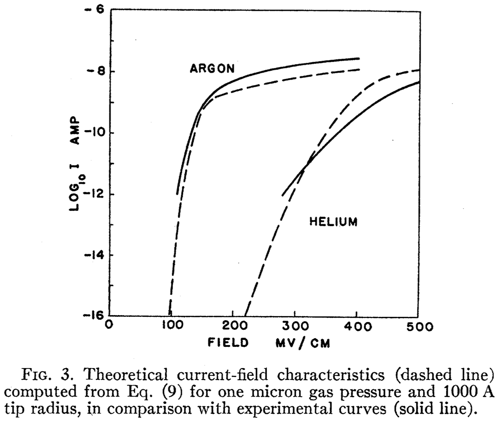 -6
-8
-10
-12
-14
-16
LOG₁₀ I AMP
ARGON
HELIUM
0 100 200 300 400 500
FIELD MV/CM
FIG. 3. Theoretical current-field characteristics (dashed line)
computed from Eq. (9) for one micron gas pressure and 1000 A
tip radius, in comparison with experimental curves (solid line).